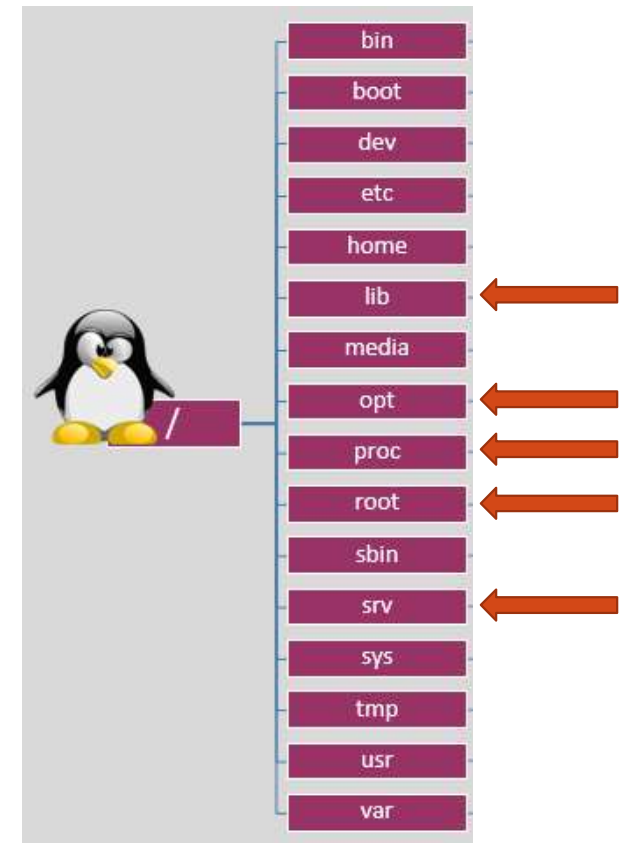 bin
boot
dev
etc
home
lib
media
/
opt
proc
root
sbin
srv
sys
tmp
usr
var